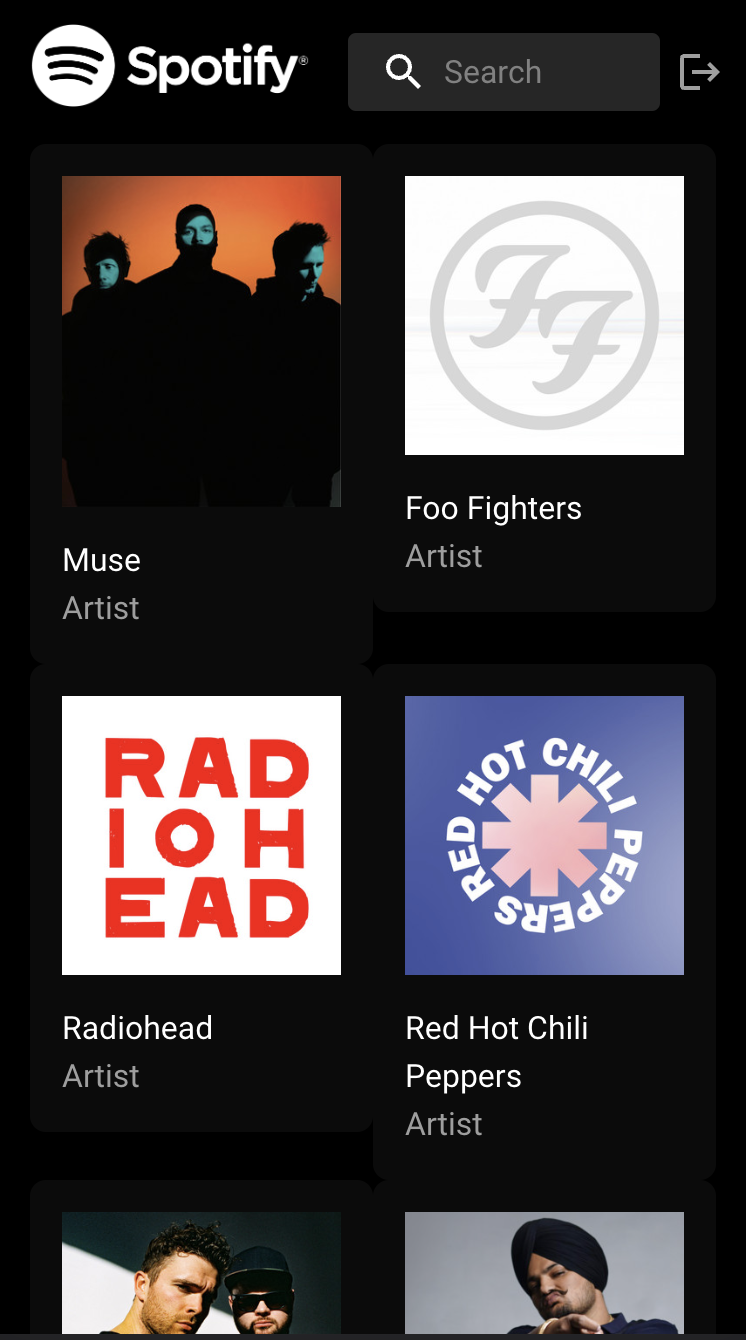 Spotify®
Search
FF
Muse
Artist
Foo Fighters
Artist
RAD
IOH
EAD
RED HOT CHILI PEPPERS
Radiohead
Artist
Red Hot Chili
Peppers
Artist